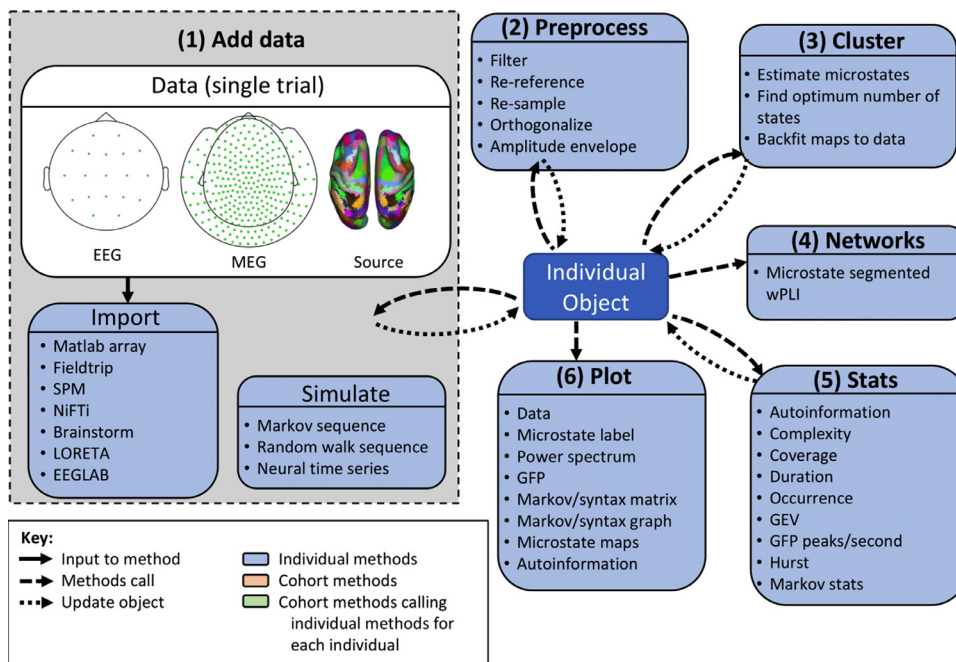 (1) Add data
Data (single trial)
EEG
MEG
Source
Import
• Matlab array
• Fieldtrip
• SPM
• NiFTi
• Brainstorm
• LORETA
• EEGLAB
Simulate
• Markov sequence
• Random walk sequence
• Neural time series
(2) Preprocess
• Filter
• Re-reference
• Re-sample
• Orthogonalize
• Amplitude envelope
(3) Cluster
• Estimate microstates
• Find optimum number of
states
• Backfit maps to data
Individual
Object
(4) Networks
• Microstate segmented
wPLI
(5) Stats
• Autoinformation
• Complexity
• Coverage
• Duration
• Occurrence
• GEV
• GFP peaks/second
• Hurst
• Markov stats
(6) Plot
• Data
• Microstate label
• Power spectrum
• GFP
• Markov/syntax matrix
• Markov/syntax graph
• Microstate maps
• Autoinformation
Key:
Input to method
Methods call
Update object
Individual methods
Cohort methods
Cohort methods calling
individual methods for
each individual